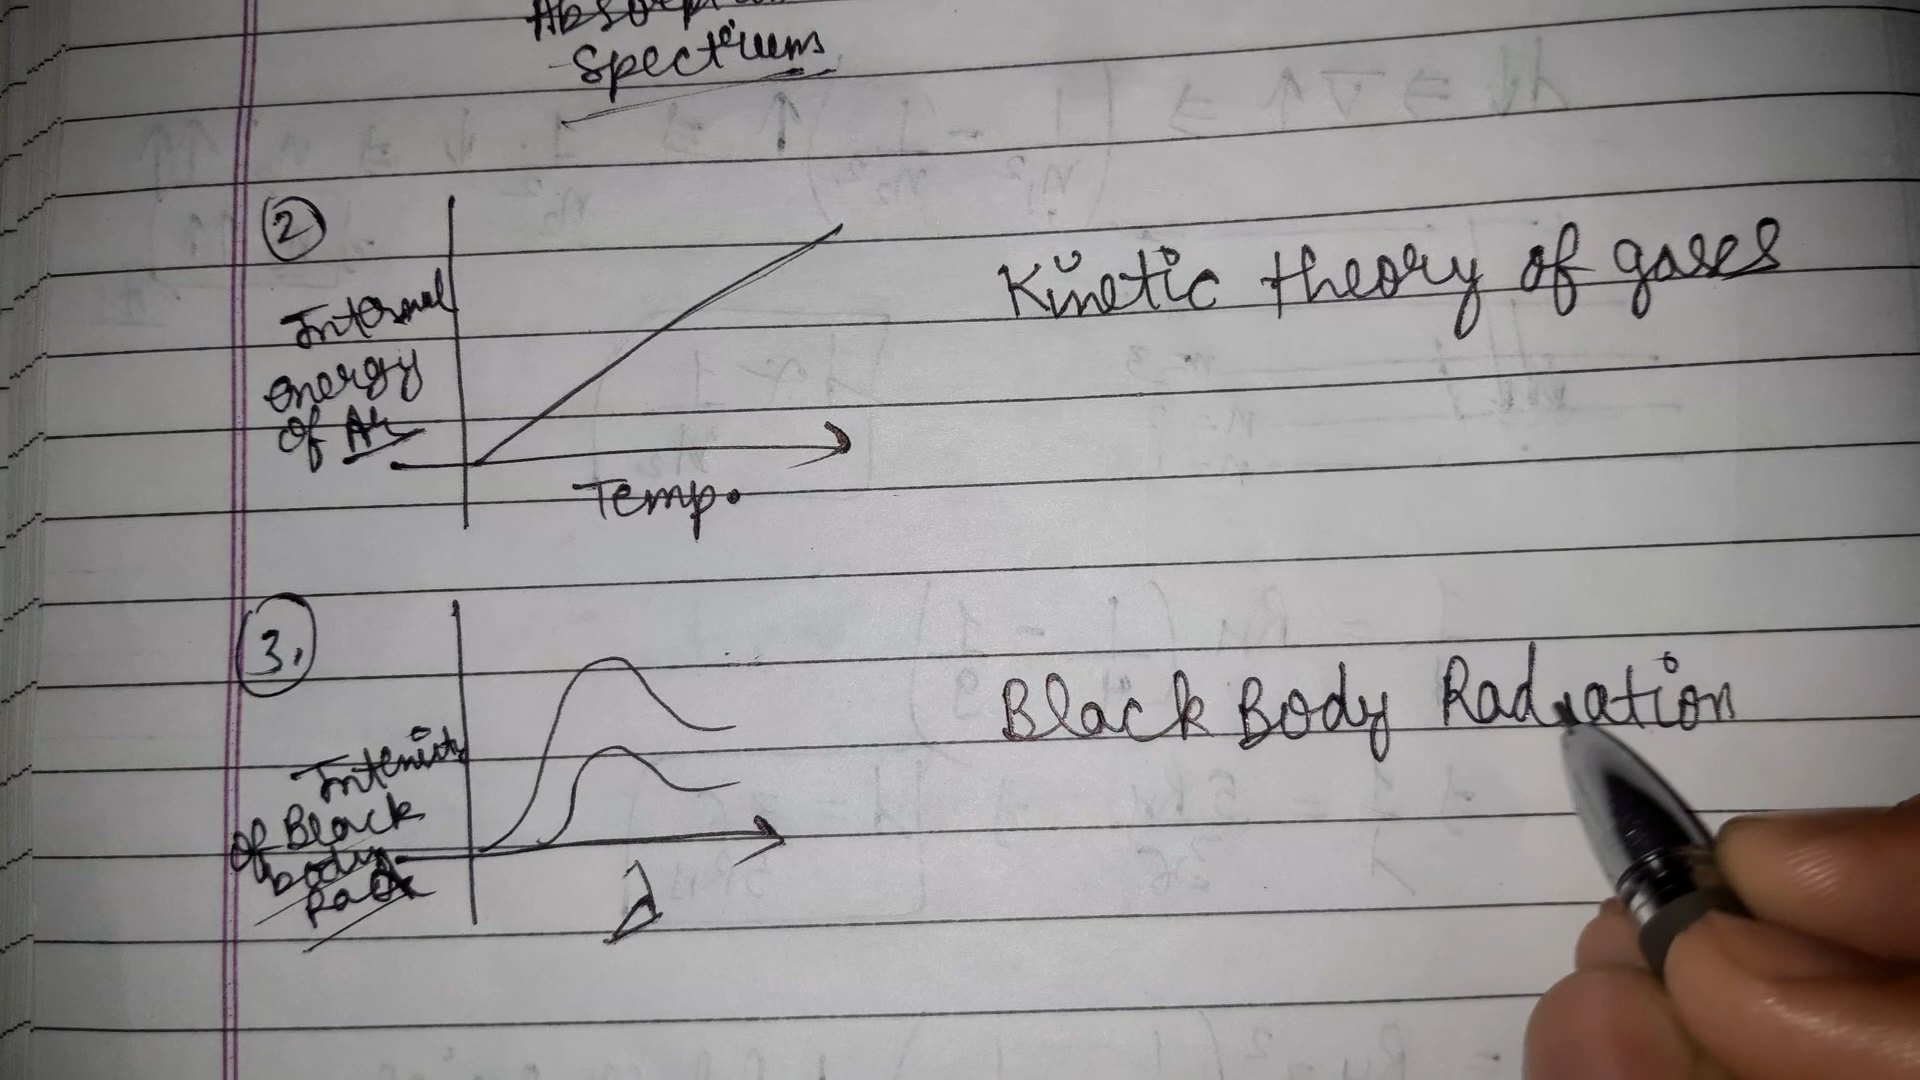 Spectrum
2
Internal
energy
of Ar
Temp.
Kinetic theory of gases
3.
Intensity
of Black
body
Rad
λ
Black Body Radiation